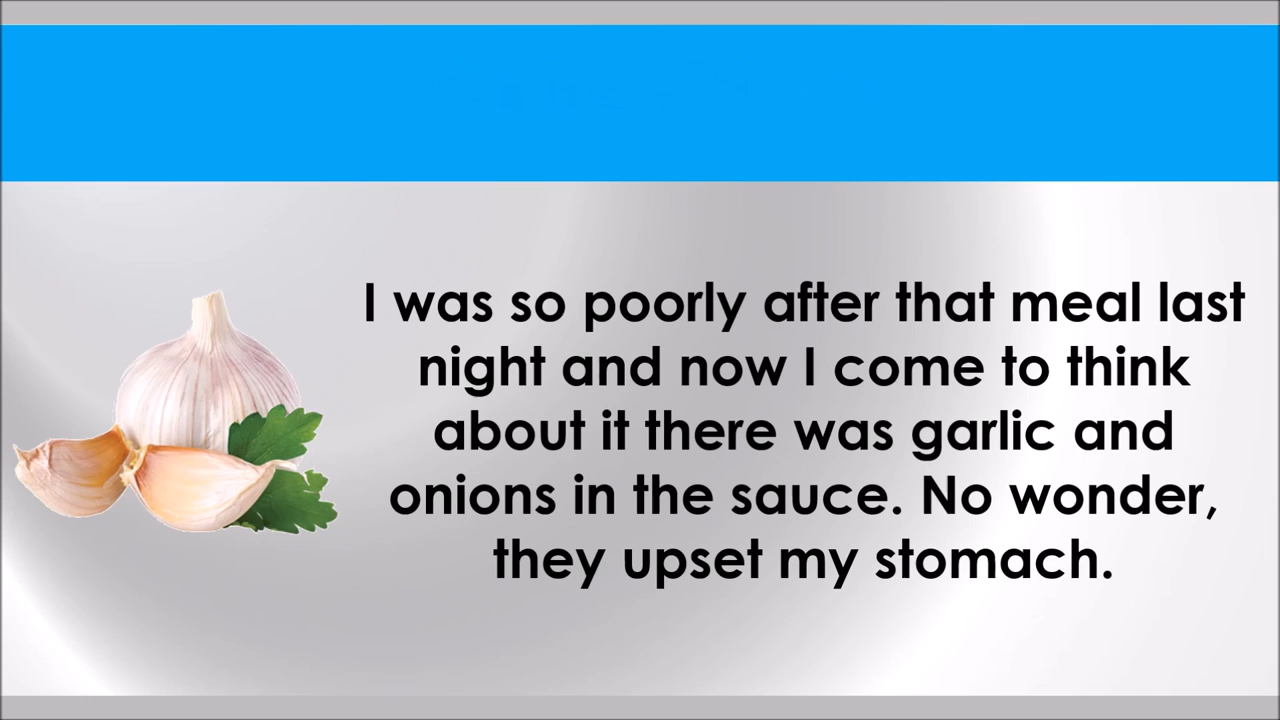 I was so poorly after that meal last
night and now I come to think
about it there was garlic and
onions in the sauce. No wonder,
they upset my stomach.